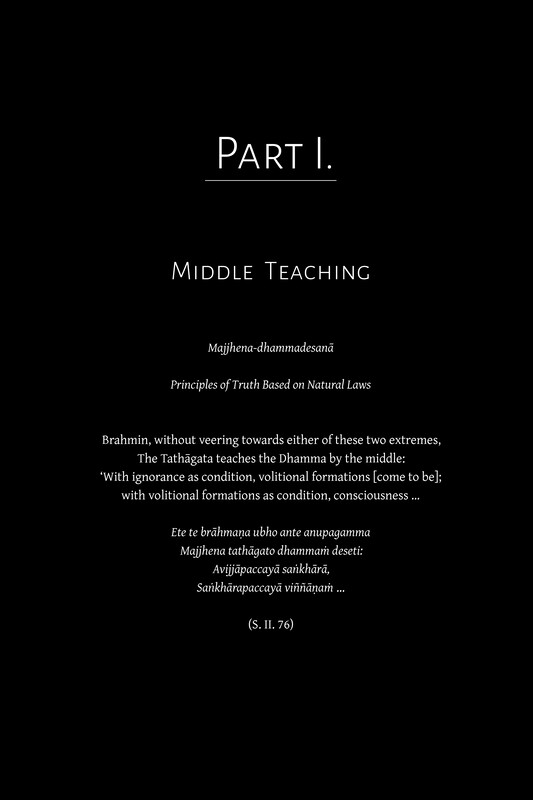 Part I.
Middle Teaching
Majjhena-dhammadesanā
Principles of Truth Based on Natural Laws
Brahmin, without veering towards either of these two extremes,
The Tathāgata teaches the Dhamma by the middle:
‘With ignorance as condition, volitional formations [come to be];
with volitional formations as condition, consciousness ...
Ete te brāhmaṇa ubho ante anupagamma
Majjhena tathāgato dhammaṁ deseti:
Avijjāpaccayā saṅkhārā,
Saṅkhārapaccayā viññāṇaṁ ...
(S. II. 76)